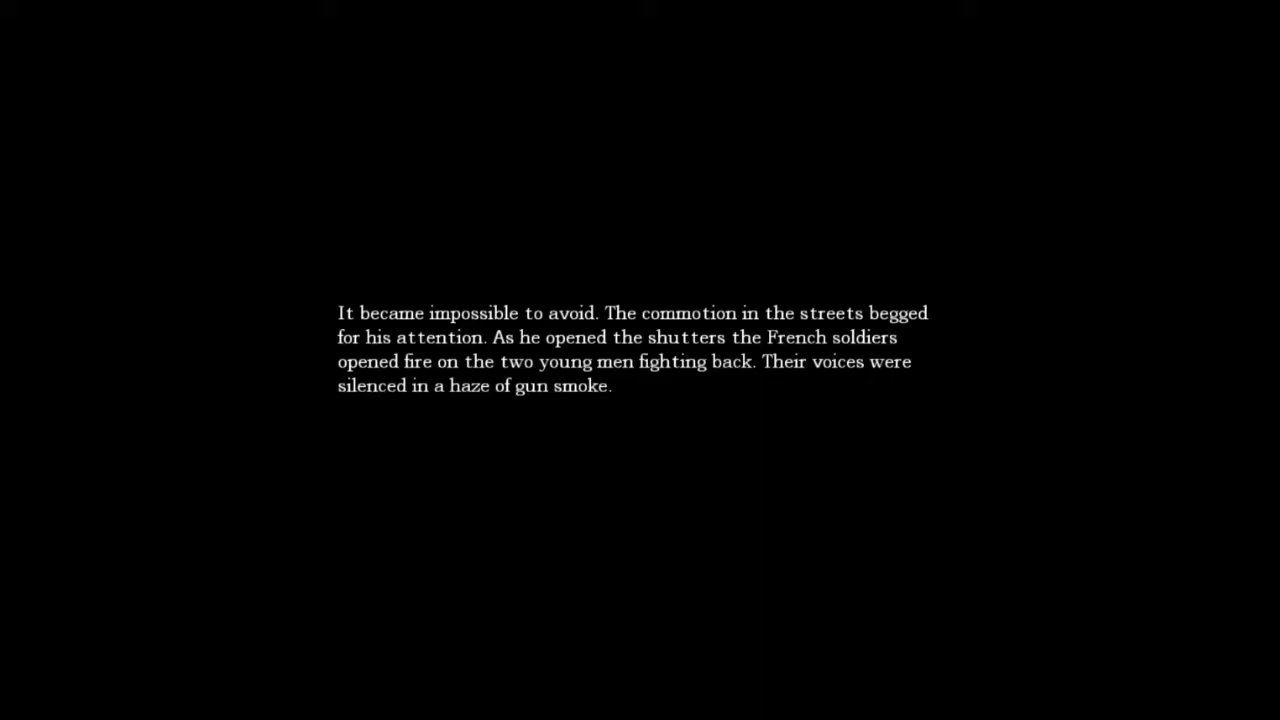 It became impossible to avoid. The commotion in the streets begged
for his attention. As he opened the shutters the French soldiers
opened fire on the two young men fighting back. Their voices were
silenced in a haze of gun smoke.